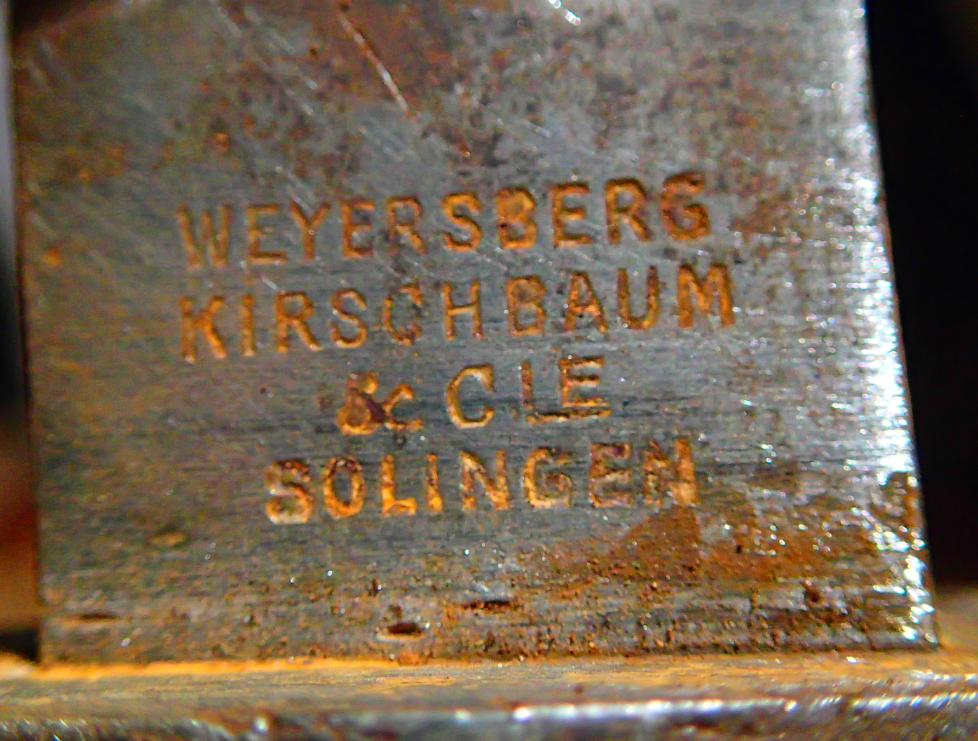 WEYERSBERG
KIRSCHBAUM
& CIE
SOLINGEN